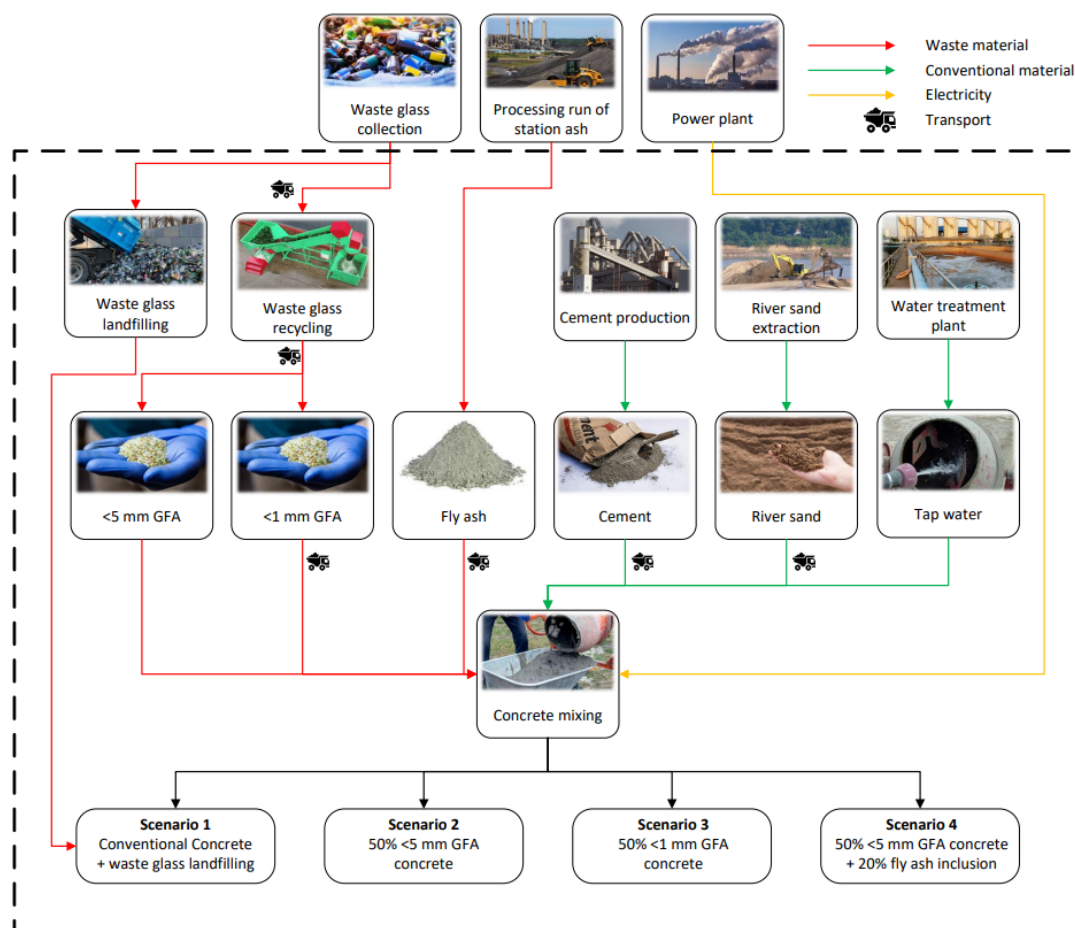 Waste material
Conventional material
Electricity
Transport
Waste glass
collection
Processing run of
station ash
Power plant
Waste glass
landfilling
Waste glass
recycling
Cement production
River sand
extraction
Water treatment
plant
<5 mm GFA
<1 mm GFA
Fly ash
Cement
River sand
Tap water
Concrete mixing
Scenario 1
Conventional Concrete
+ waste glass landfilling
Scenario 2
50% <5 mm GFA
concrete
Scenario 3
50% <1 mm GFA
concrete
Scenario 4
50% <5 mm GFA concrete
+ 20% fly ash inclusion